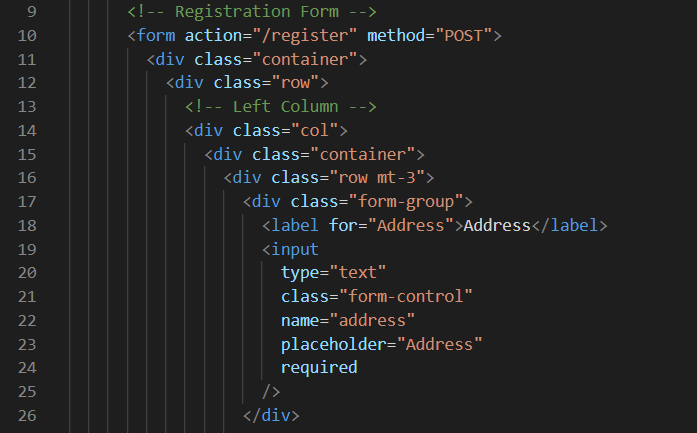 9 <!-- Registration Form -->
10 <form action="/register" method="POST">
11 <div class="container">
12 <div class="row">
13 <!-- Left Column -->
14 <div class="col">
15 <div class="container">
16 <div class="row mt-3">
17 <div class="form-group">
18 <label for="Address">Address</label>
19 <input
20 type="text"
21 class="form-control"
22 name="address"
23 placeholder="Address"
24 required
25 />
26 </div>